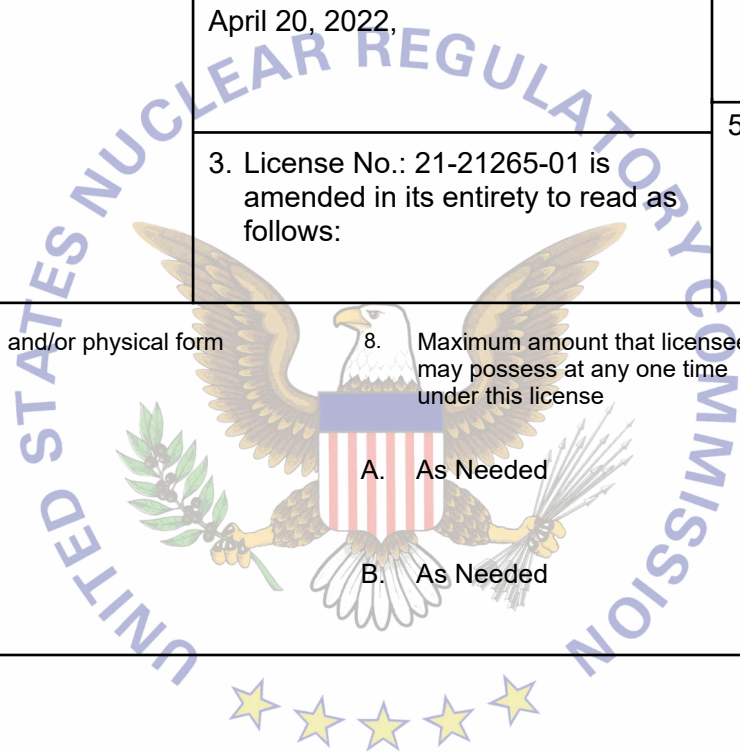 April 20, 2022,
5
3. License No.: 21-21265-01 is
amended in its entirety to read as
follows:
and/or physical form
8. Maximum amount that licensee
may possess at any one time
under this license
A. As Needed
B. As Needed
UNITED STATES NUCLEAR REGULATORY COMMISSION